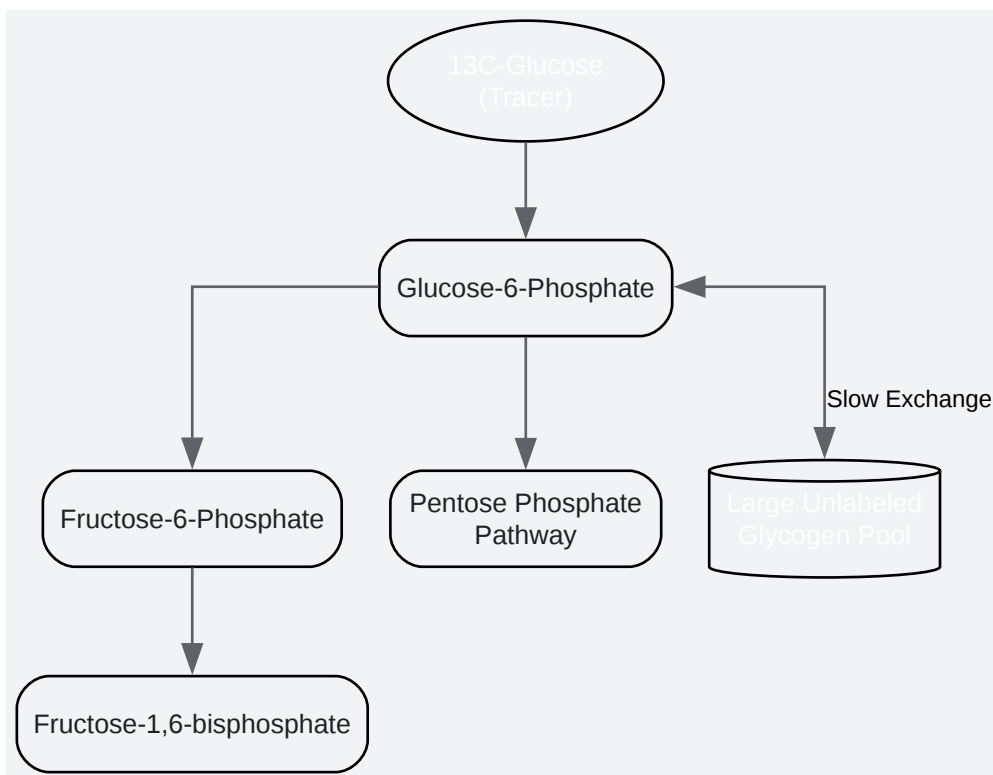 13C-Glucose
(Tracer)
Glucose-6-Phosphate
Slow Exchange
Fructose-6-Phosphate
Pentose Phosphate
Pathway
Large Unlabeled
Glycogen Pool
Fructose-1,6-bisphosphate